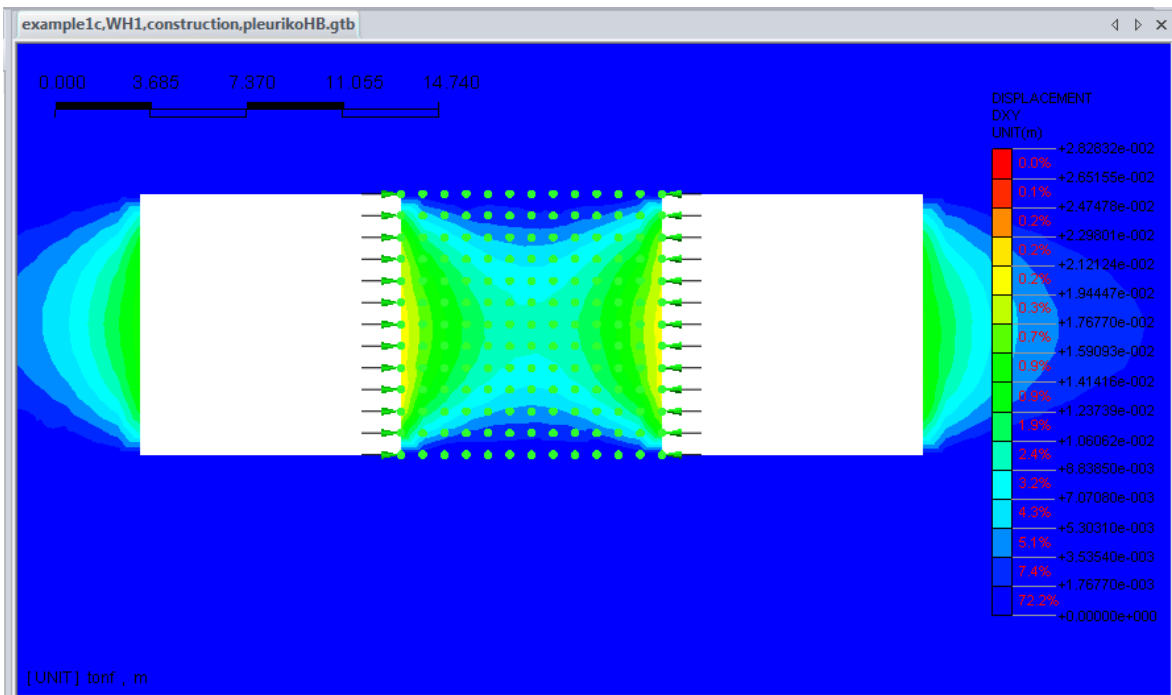 example1c,WH1,construction,pleurikoHB.gtb
0.000 3.685 7.370 11.055 14.740
DISPLACEMENT
DXY
UNIT(m)
+2.82832e-002
0.0%
+2.65155e-002
0.1%
+2.47478e-002
0.2%
+2.29801e-002
0.2%
+2.12124e-002
0.2%
+1.94447e-002
0.3%
+1.76770e-002
0.7%
+1.59093e-002
0.9%
+1.41416e-002
0.9%
+1.23739e-002
1.9%
+1.06062e-002
2.4%
+8.83850e-003
3.2%
+7.07080e-003
4.3%
+5.30310e-003
5.1%
+3.53540e-003
7.4%
+1.76770e-003
72.2%
+0.00000e+000
[UNIT] tonf , m